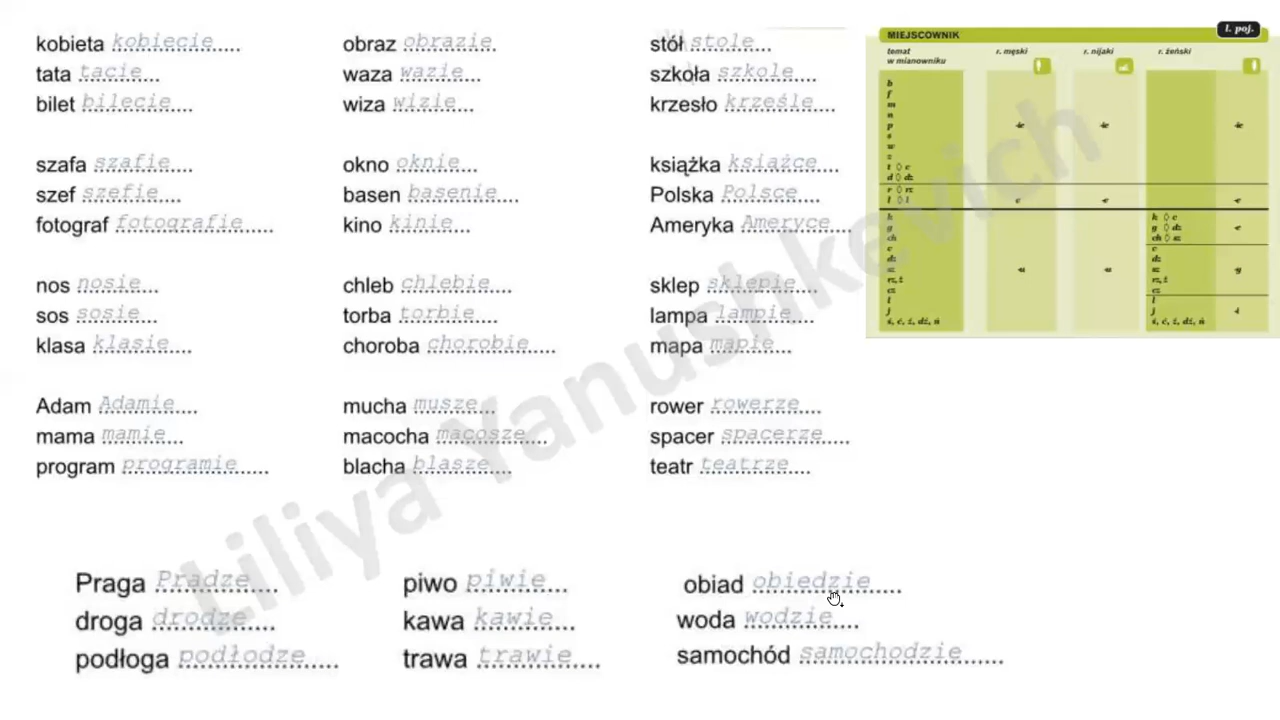 kobieta kobiecie
tata tacie
bilet bilecie
szafa szafie
szef szefie
fotograf fotografie
nos nosie
sos sosie
klasa klasie
Adam Adamie
mama mamie
program programie
obraz obrazie
waza wazie
wiza wizie
okno oknie
basen basenie
kino kinie
chleb chlebie
torba torbie
choroba chorobie
mucha musze
macocha macosze
blacha blasze
stół stole
szkoła szkole
krzesło krześle
książka książce
Polska Polsce
Ameryka Ameryce
sklep sklepie
lampa lampie
mapa mapie
rower rowerze
spacer spacerze
teatr teatrze
Praga Pradze
droga drodze
podłoga podłodze
piwo piwie
kawa kawie
trawa trawie
obiad obiedzie
woda wodzie
samochód samochodzie
l. poj.
MIEJSCOWNIK
temat w mianowniku
r. męski
r. nijaki
r. żeński
Liliya Yanushkevich